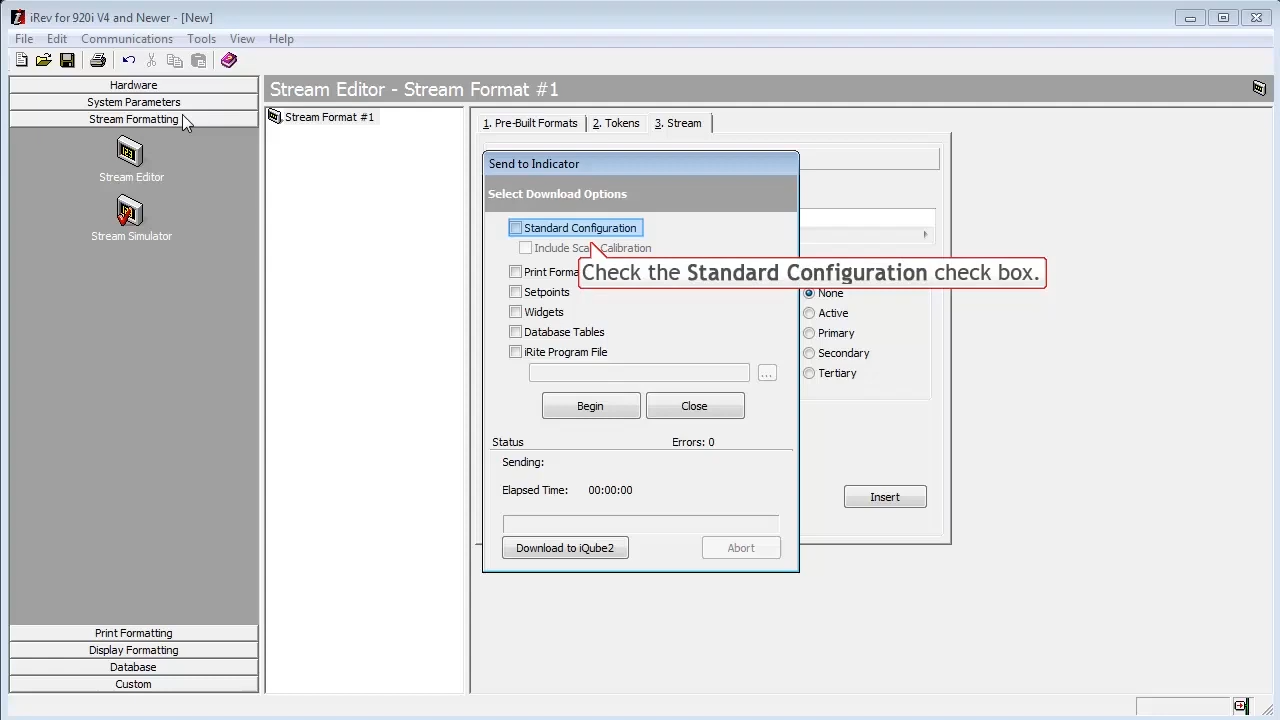 iRev for 920i V4 and Newer - [New]
File Edit Communications Tools View Help
Hardware
System Parameters
Stream Formatting
Stream Editor
Stream Simulator
Print Formatting
Display Formatting
Database
Custom
Stream Editor - Stream Format #1
Stream Format #1
1. Pre-Built Formats 2. Tokens 3. Stream
Send to Indicator
Select Download Options
Standard Configuration
Include Calibration
Check the Standard Configuration check box.
Print
Setpoints
Widgets
Database Tables
iRite Program File
...
Begin Close
Status Errors: 0
Sending:
Elapsed Time: 00:00:00
Download to iQube2 Abort
None
Active
Primary
Secondary
Tertiary
Insert